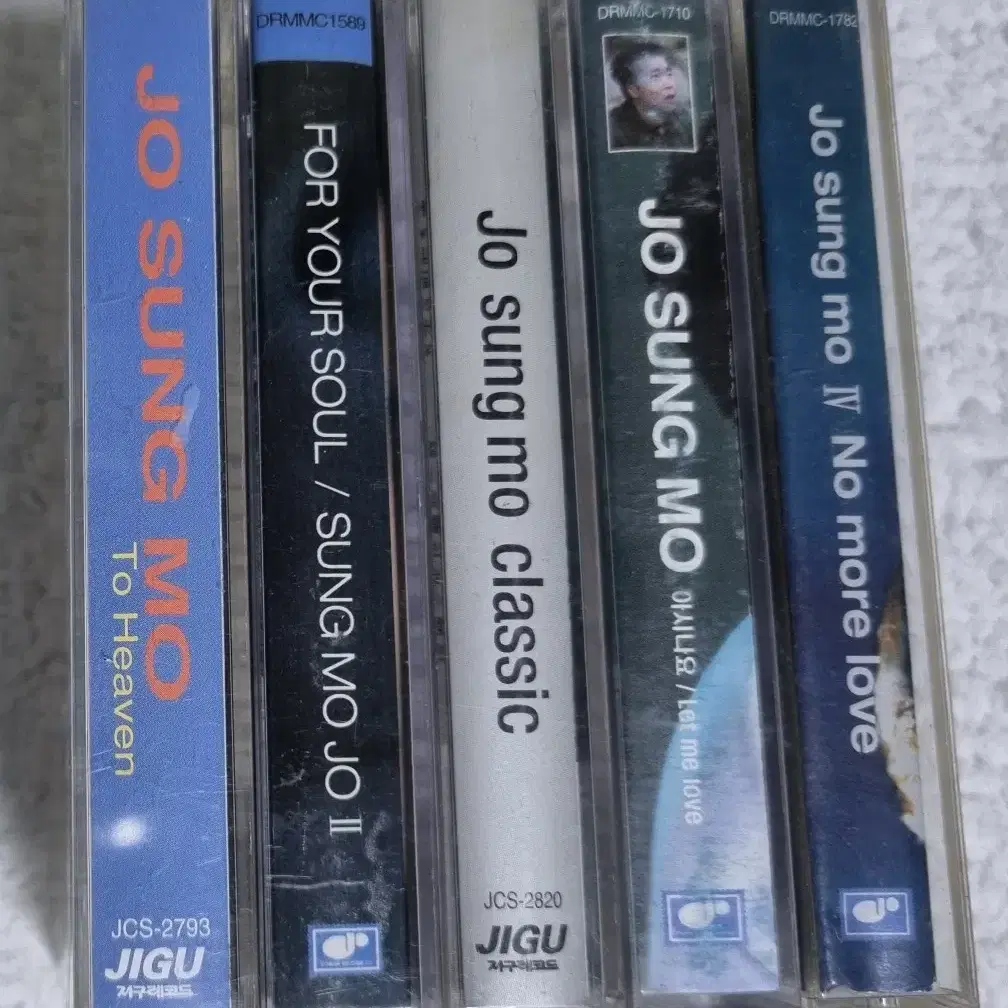 JO SUNG MO
To Heaven
JCS-2793
JIGU
지구레코드
DRMMC1589
FOR YOUR SOUL / SUNG MO JO II
Jo sung mo classic
JCS-2820
JIGU
지구레코드
DRMMC-1710
JO SUNG MO 아시나요 / Let me love
DRMMC-1782
Jo sung mo IV No more love